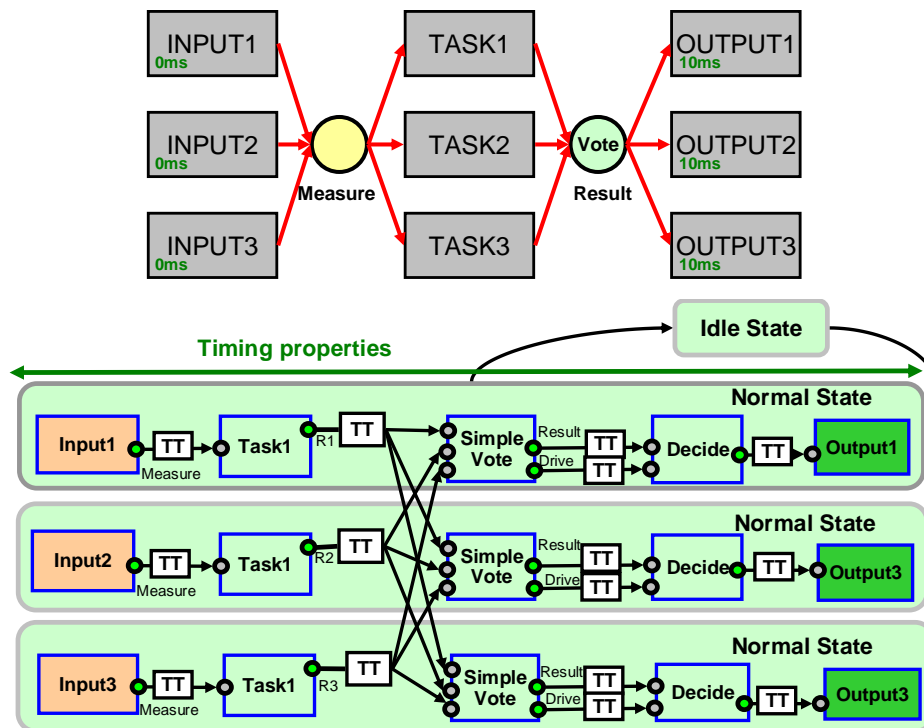 INPUT1
0ms
TASK1
OUTPUT1
10ms
INPUT2
0ms
TASK2
Vote
OUTPUT2
10ms
Measure
Result
INPUT3
0ms
TASK3
OUTPUT3
10ms
Idle State
Timing properties
Normal State
Input1
TT
Measure
Task1
R1
TT
Simple
Vote
Result
TT
Drive
TT
Decide
TT
Output1
Normal State
Input2
TT
Measure
Task1
R2
TT
Simple
Vote
Result
TT
Drive
TT
Decide
TT
Output3
Normal State
Input3
TT
Measure
Task1
R3
TT
Simple
Vote
Result
TT
Drive
TT
Decide
TT
Output3